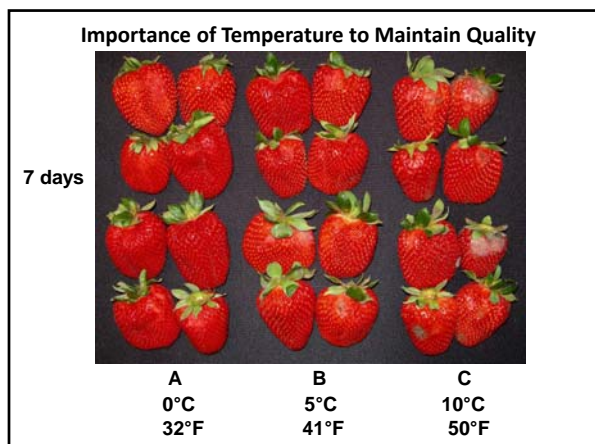 Importance of Temperature to Maintain Quality
7 days
A B C
0°C 5°C 10°C
32°F 41°F 50°F